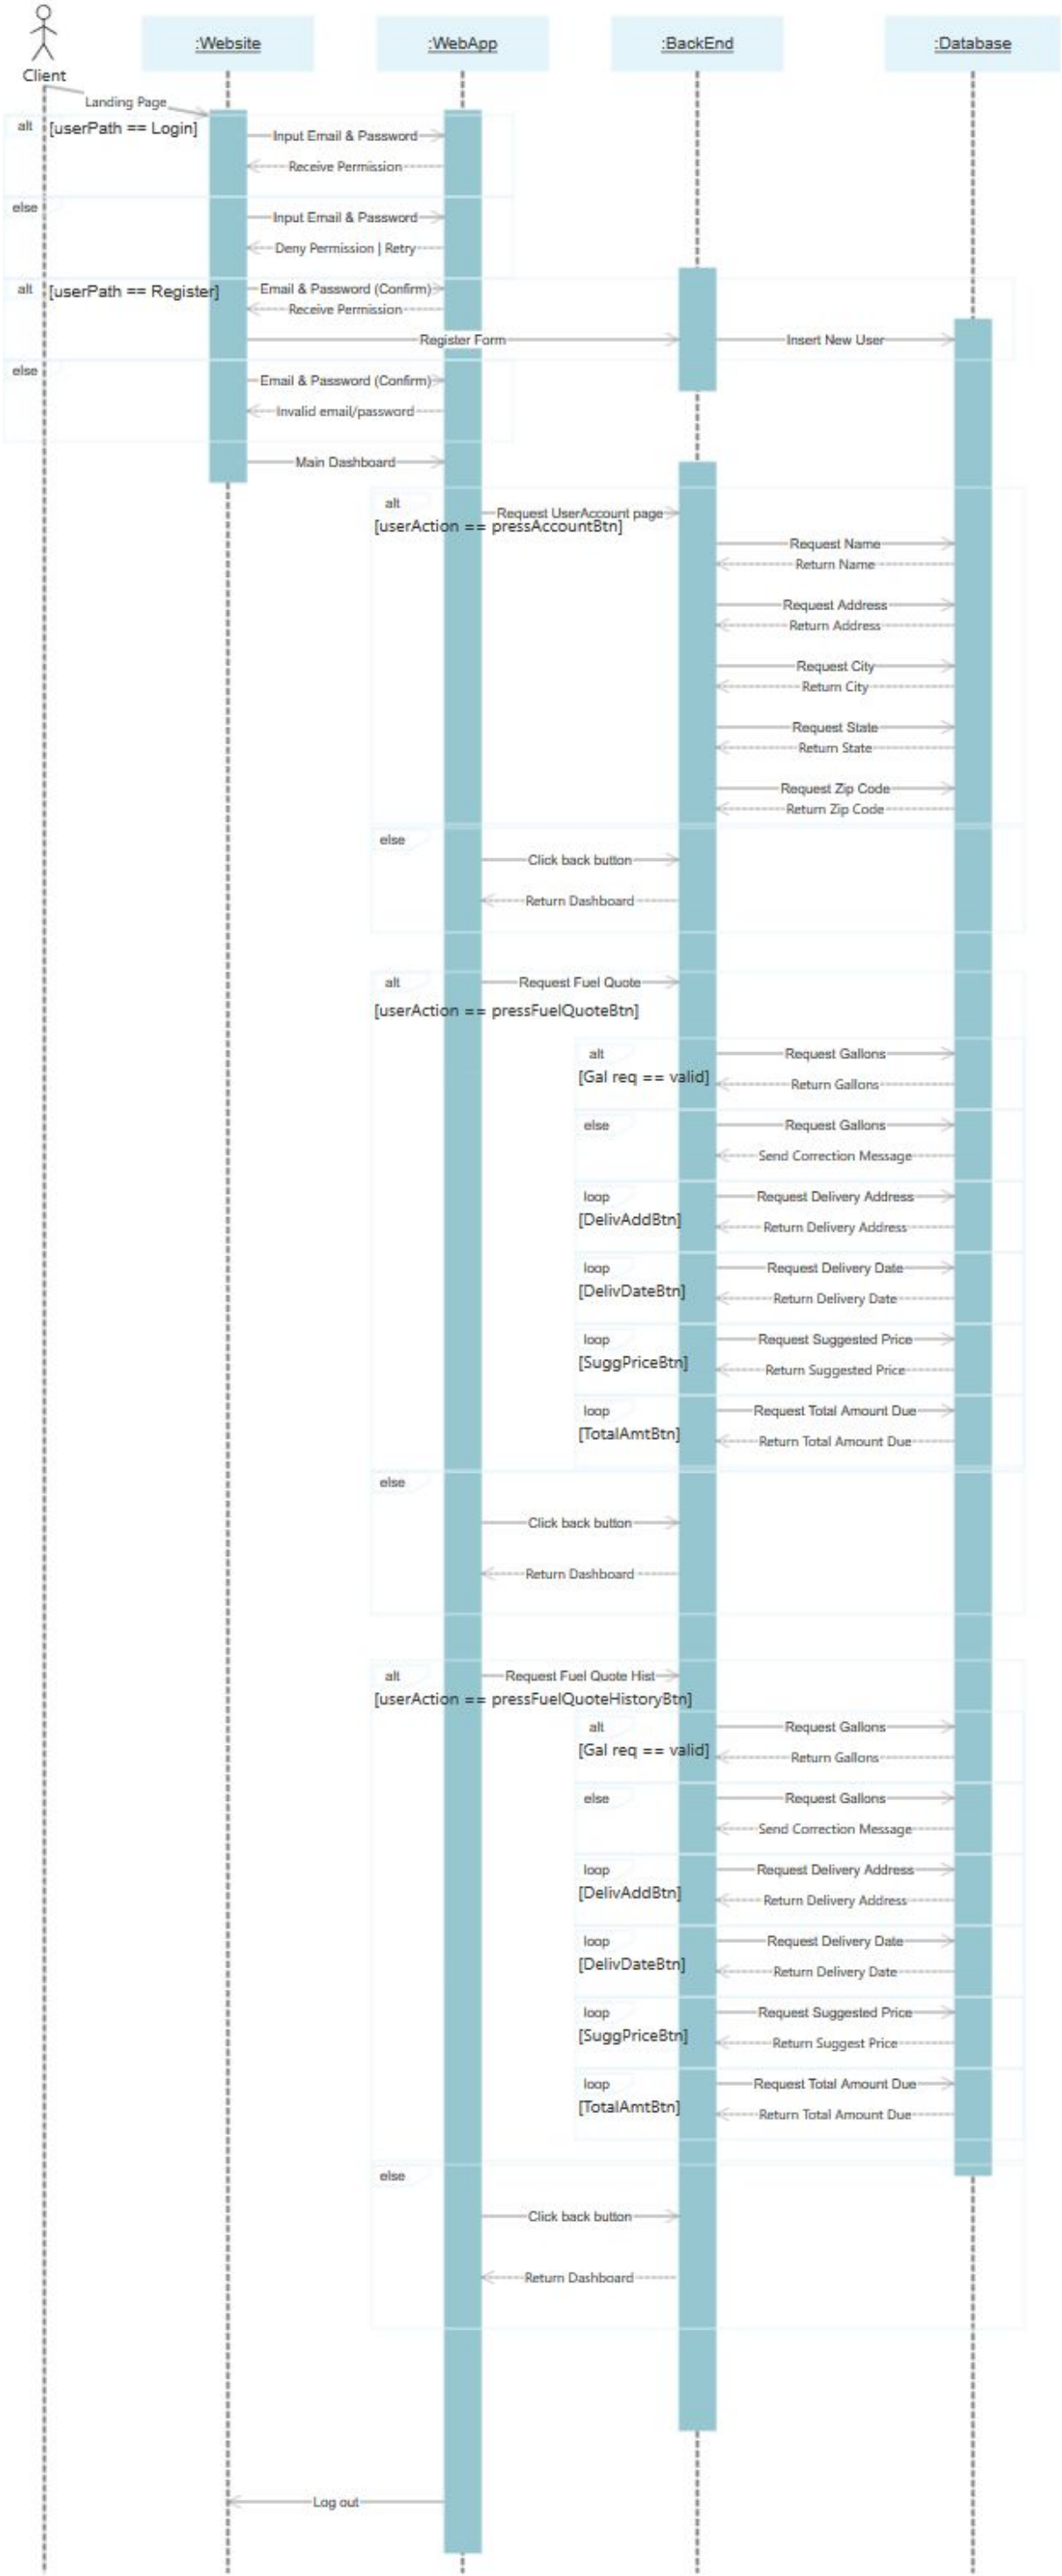 :Website
:WebApp
:BackEnd
:Database
Client
Landing Page
alt
[userPath == Login]
Input Email & Password
Receive Permission
else
Input Email & Password
Deny Permission | Retry
alt
[userPath == Register]
Email & Password (Confirm)
Receive Permission
Register Form
Insert New User
else
Email & Password (Confirm)
Invalid email/password
Main Dashboard
alt
Request UserAccount page
[userAction == pressAccountBtn]
Request Name
Return Name
Request Address
Return Address
Request City
Return City
Request State
Return State
Request Zip Code
Return Zip Code
else
Click back button
Return Dashboard
alt
Request Fuel Quote
[userAction == pressFuelQuoteBtn]
alt
Request Gallons
[Gal req == valid]
Return Gallons
else
Request Gallons
Send Correction Message
loop
Request Delivery Address
[DelivAddBtn]
Return Delivery Address
loop
Request Delivery Date
[DelivDateBtn]
Return Delivery Date
loop
Request Suggested Price
[SuggPriceBtn]
Return Suggested Price
loop
Request Total Amount Due
[TotalAmtBtn]
Return Total Amount Due
else
Click back button
Return Dashboard
alt
Request Fuel Quote Hist
[userAction == pressFuelQuoteHistoryBtn]
alt
Request Gallons
[Gal req == valid]
Return Gallons
else
Request Gallons
Send Correction Message
loop
Request Delivery Address
[DelivAddBtn]
Return Delivery Address
loop
Request Delivery Date
[DelivDateBtn]
Return Delivery Date
loop
Request Suggested Price
[SuggPriceBtn]
Return Suggest Price
loop
Request Total Amount Due
[TotalAmtBtn]
Return Total Amount Due
else
Click back button
Return Dashboard
Log out